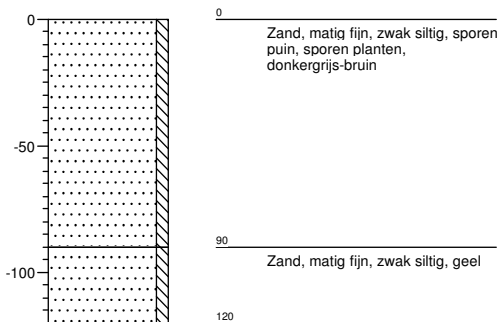 0
0
Zand, matig fijn, zwak siltig, sporen
puin, sporen planten,
donkergrijs-bruin
-50
90
Zand, matig fijn, zwak siltig, geel
-100
120